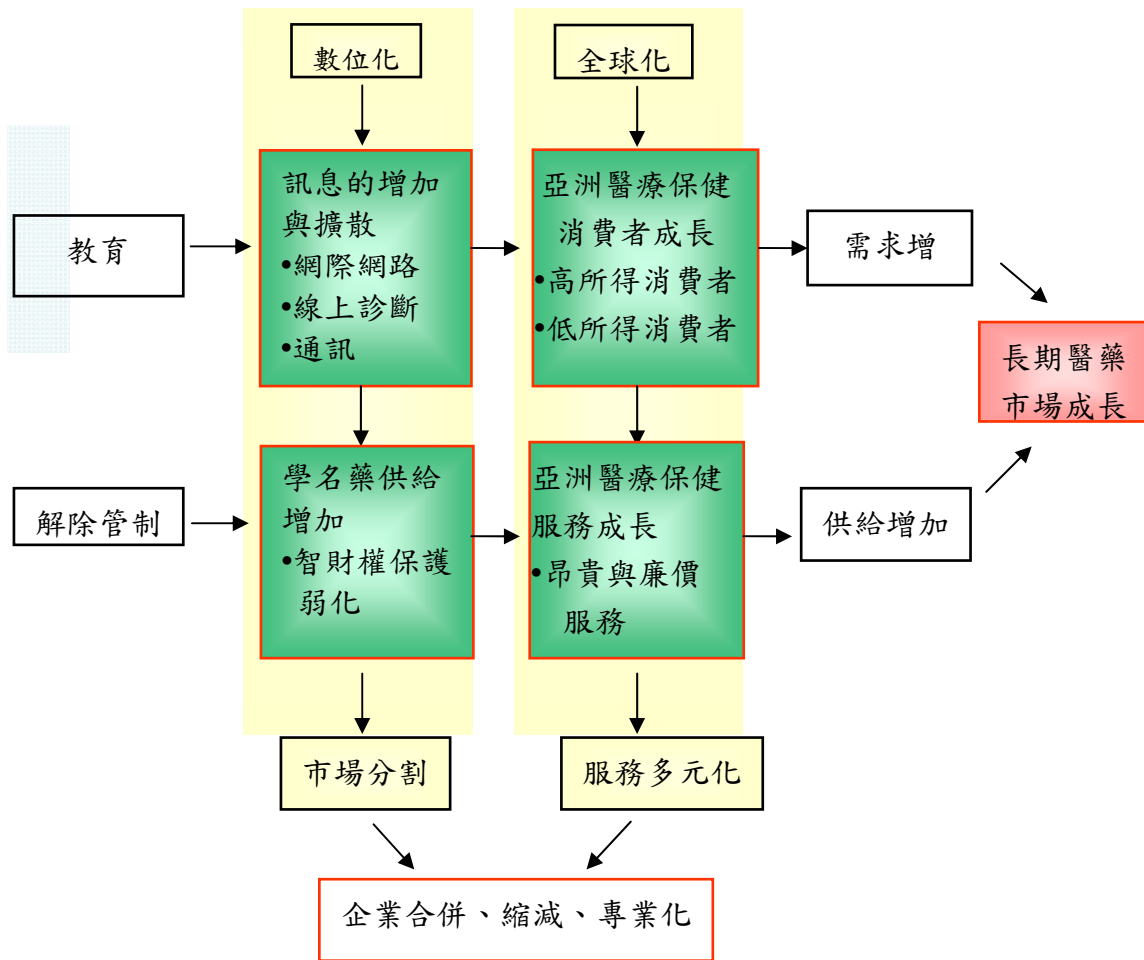 數位化
全球化
教育
訊息的增加
與擴散
•網際網路
•線上診斷
•通訊
亞洲醫療保健
消費者成長
•高所得消費者
•低所得消費者
需求增
長期醫藥
市場成長
解除管制
學名藥供給
增加
•智財權保護
弱化
亞洲醫療保健
服務成長
•昂貴與廉價
服務
供給增加
市場分割
服務多元化
企業合併、縮減、專業化